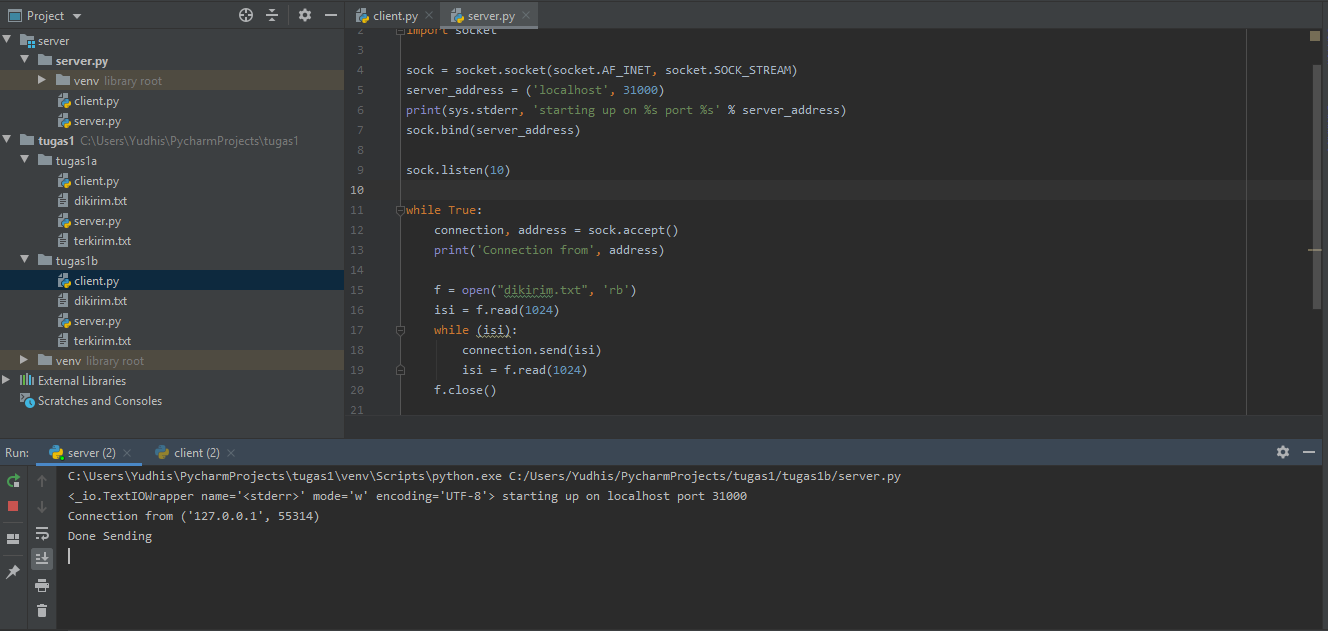 Project
client.py
server.py
server
server.py
venv library root
client.py
server.py
tugas1 C:\Users\Yudhis\PycharmProjects\tugas1
tugas1a
client.py
dikirim.txt
server.py
terkirim.txt
tugas1b
client.py
dikirim.txt
server.py
terkirim.txt
venv library root
External Libraries
Scratches and Consoles
2 import socket
3
4 sock = socket.socket(socket.AF_INET, socket.SOCK_STREAM)
5 server_address = ('localhost', 31000)
6 print(sys.stderr, 'starting up on %s port %s' % server_address)
7 sock.bind(server_address)
8
9 sock.listen(10)
10
11 while True:
12 connection, address = sock.accept()
13 print('Connection from', address)
14
15 f = open("dikirim.txt", 'rb')
16 isi = f.read(1024)
17 while (isi):
18 connection.send(isi)
19 isi = f.read(1024)
20 f.close()
21
Run: server (2) client (2)
C:\Users\Yudhis\PycharmProjects\tugas1\venv\Scripts\python.exe C:/Users/Yudhis/PycharmProjects/tugas1/tugas1b/server.py
<_io.TextIOWrapper name='<stderr>' mode='w' encoding='UTF-8'> starting up on localhost port 31000
Connection from ('127.0.0.1', 55314)
Done Sending